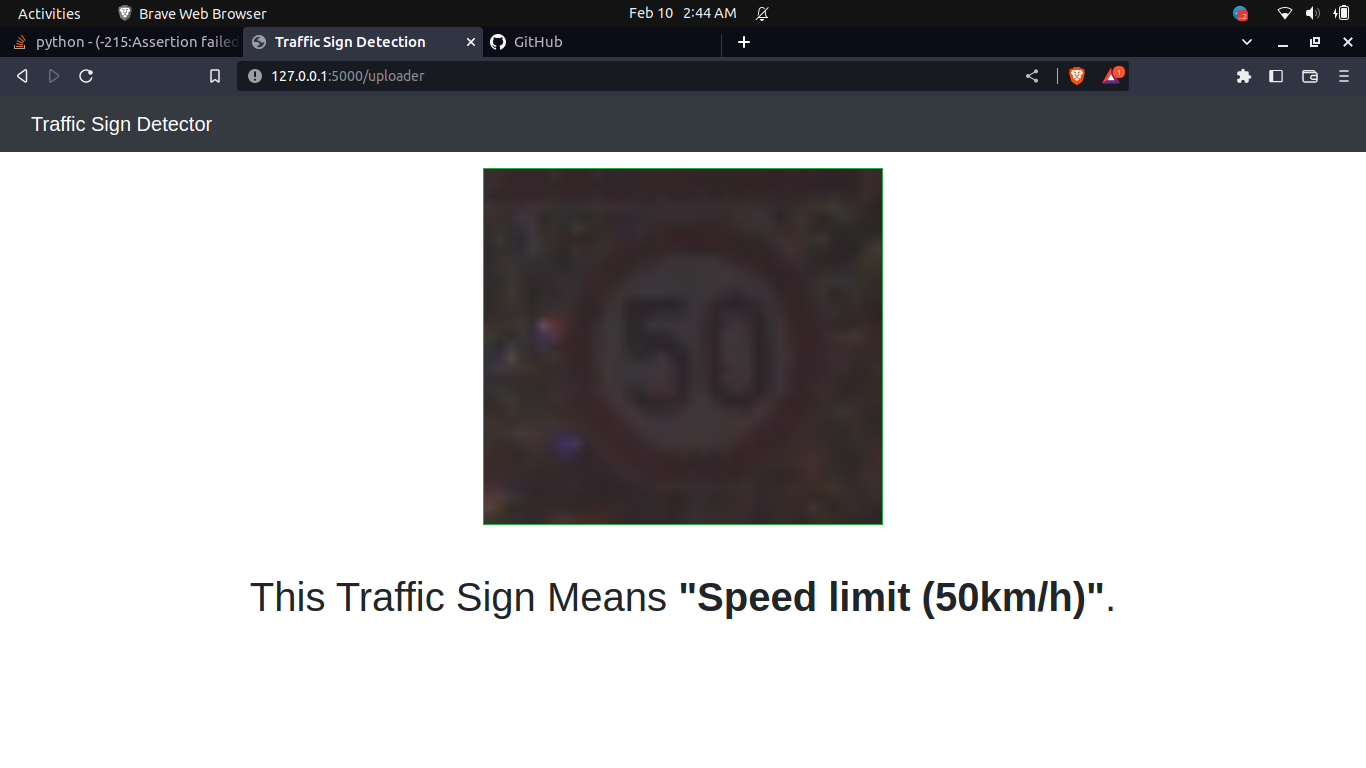 Activities Brave Web Browser Feb 10 2:44 AM
python - (-215:Assertion failed Traffic Sign Detection GitHub
127.0.0.1:5000/uploader 1
Traffic Sign Detector
50
This Traffic Sign Means "Speed limit (50km/h)".